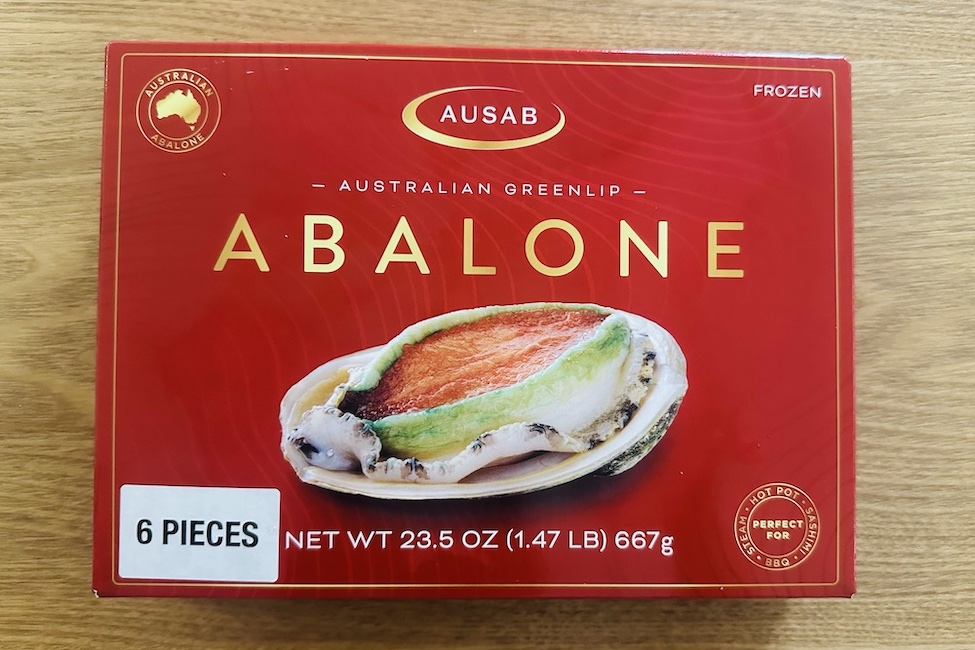 AUSTRALIAN
ABALONE
AUSAB
FROZEN
– AUSTRALIAN GREENLIP –
ABALONE
6 PIECES
NET WT 23.5 OZ (1.47 LB) 667g
STEAM • HOT POT • SASHIMI • BBQ •
PERFECT
FOR